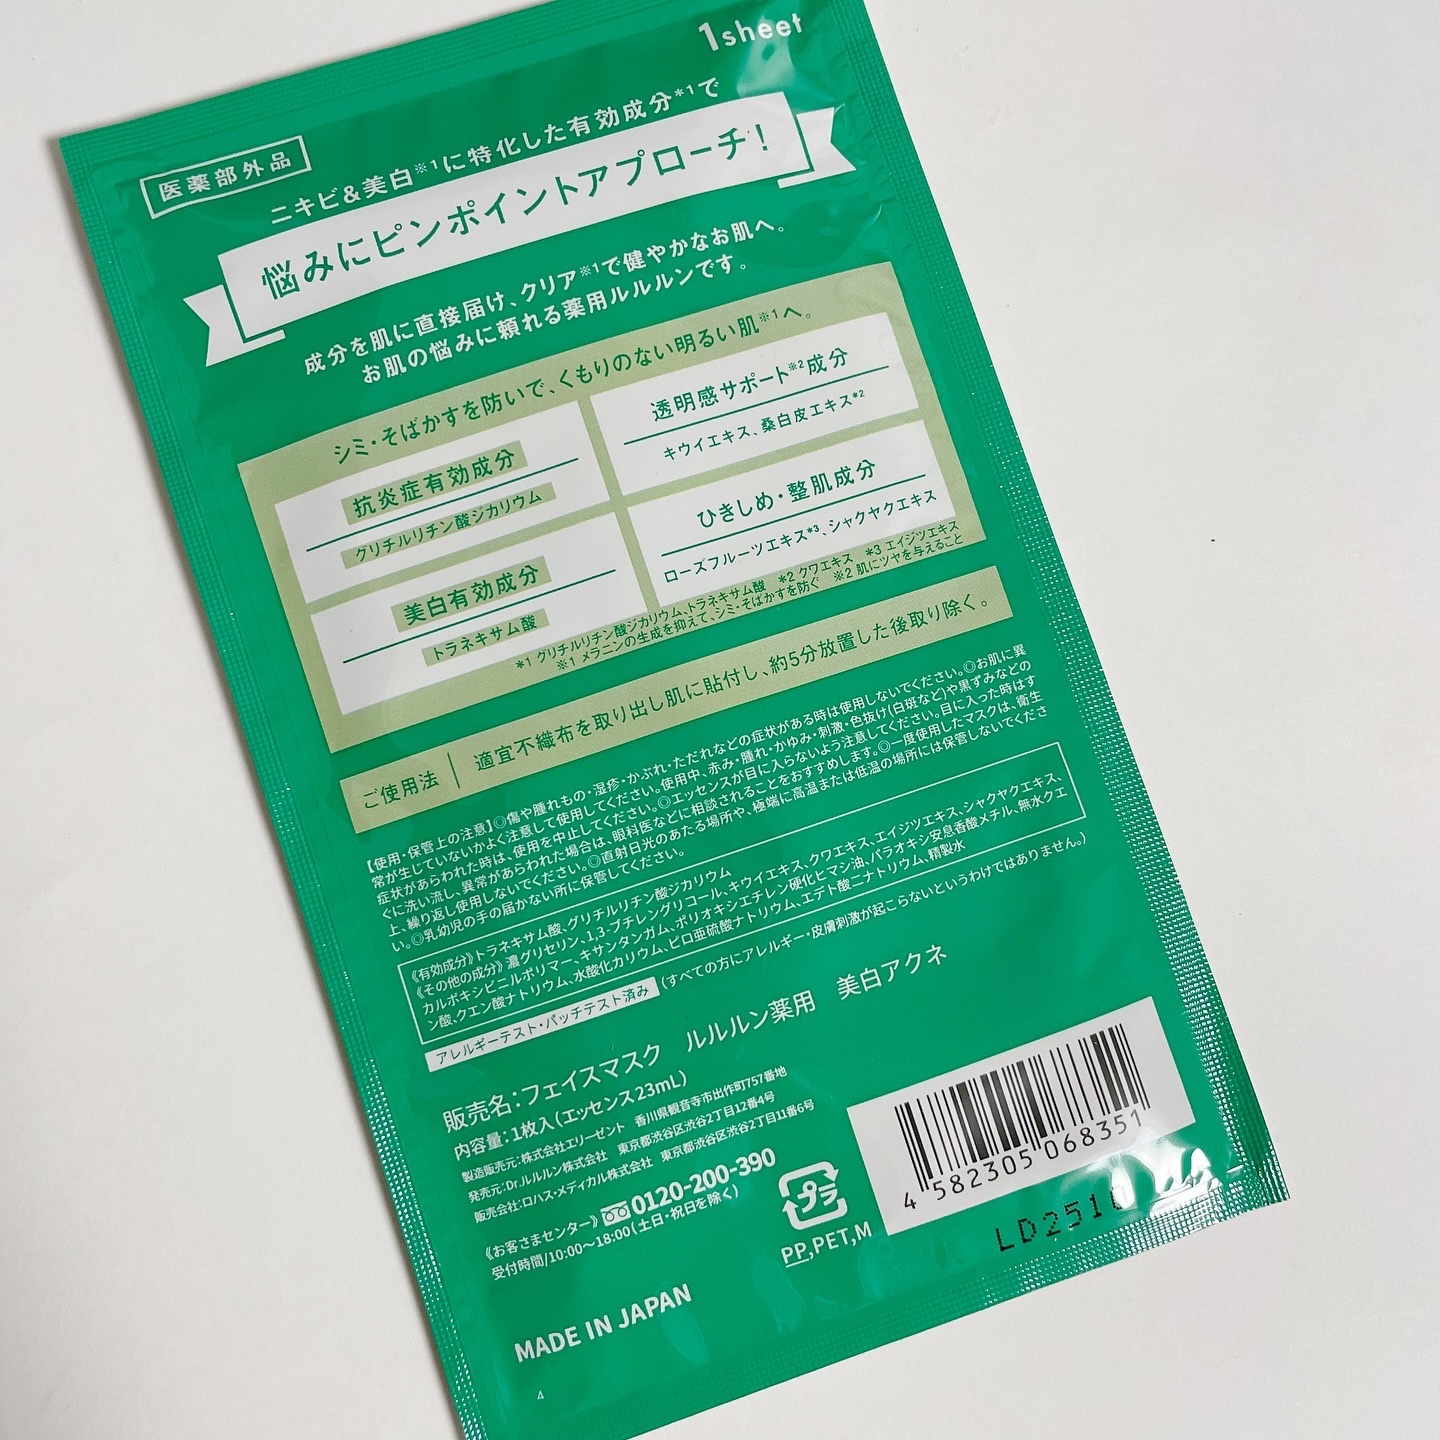 1sheet
医薬部外品
ニキビ&美白※1に特化した有効成分*1で
悩みにピンポイントアプローチ!
成分を肌に直接届け、クリア※1で健やかなお肌へ。
お肌の悩みに頼れる薬用ルルルンです。
シミ・そばかすを防いで、くもりのない明るい肌※1へ。
抗炎症有効成分
グリチルリチン酸ジカリウム
透明感サポート※2成分
キウイエキス、桑白皮エキス*2
美白有効成分
トラネキサム酸
ひきしめ・整肌成分
ローズフルーツエキス*3、シャクヤクエキス
*1 グリチルリチン酸ジカリウム、トラネキサム酸 *2 クワエキス *3 エイジツエキス
※1 メラニンの生成を抑えて、シミ・そばかすを防ぐ ※2 肌にツヤを与えること
ご使用法 適宜不織布を取り出し肌に貼付し、約5分放置した後取り除く。
【使用・保管上の注意】◎傷や腫れもの・湿疹・かぶれ・ただれなどの症状がある時は使用しないでください。◎お肌に異
常が生じていないかよく注意して使用してください。使用中、赤み・腫れ・かゆみ・刺激・色抜け(白斑など)や黒ずみなどの
症状があらわれた時は、使用を中止してください。◎エッセンスが目に入らないよう注意してください。目に入った時はす
ぐに洗い流し、異常があらわれた場合は、眼科医などに相談されることをおすすめします。◎一度使用したマスクは、衛生
上、繰り返し使用しないでください。◎直射日光のあたる場所や、極端に高温または低温の場所には保管しないでくださ
い。◎乳幼児の手の届かない所に保管してください。
《有効成分》トラネキサム酸、グリチルリチン酸ジカリウム
《その他の成分》濃グリセリン、1,3-ブチレングリコール、キウイエキス、クワエキス、エイジツエキス、シャクヤクエキス、
カルボキシビニルポリマー、キサンタンガム、ポリオキシエチレン硬化ヒマシ油、パラオキシ安息香酸メチル、無水クエ
ン酸、クエン酸ナトリウム、水酸化カリウム、ピロ亜硫酸ナトリウム、エデト酸二ナトリウム、精製水
アレルギーテスト・パッチテスト済み (すべての方にアレルギー・皮膚刺激が起こらないというわけではありません。)
販売名:フェイスマスク ルルルン薬用 美白アクネ
内容量:1枚入(エッセンス23mL)
製造販売元:株式会社エリーゼント 香川県観音寺市出作町757番地
発売元:Dr.ルルルン株式会社 東京都渋谷区渋谷2丁目12番4号
販売会社:ロハス・メディカル株式会社 東京都渋谷区渋谷2丁目11番6号
《お客さまセンター》 0120-200-390
受付時間/10:00〜18:00(土日・祝日を除く)
プラ
PP,PET,M
4 582305 068351
LD2510
MADE IN JAPAN
4